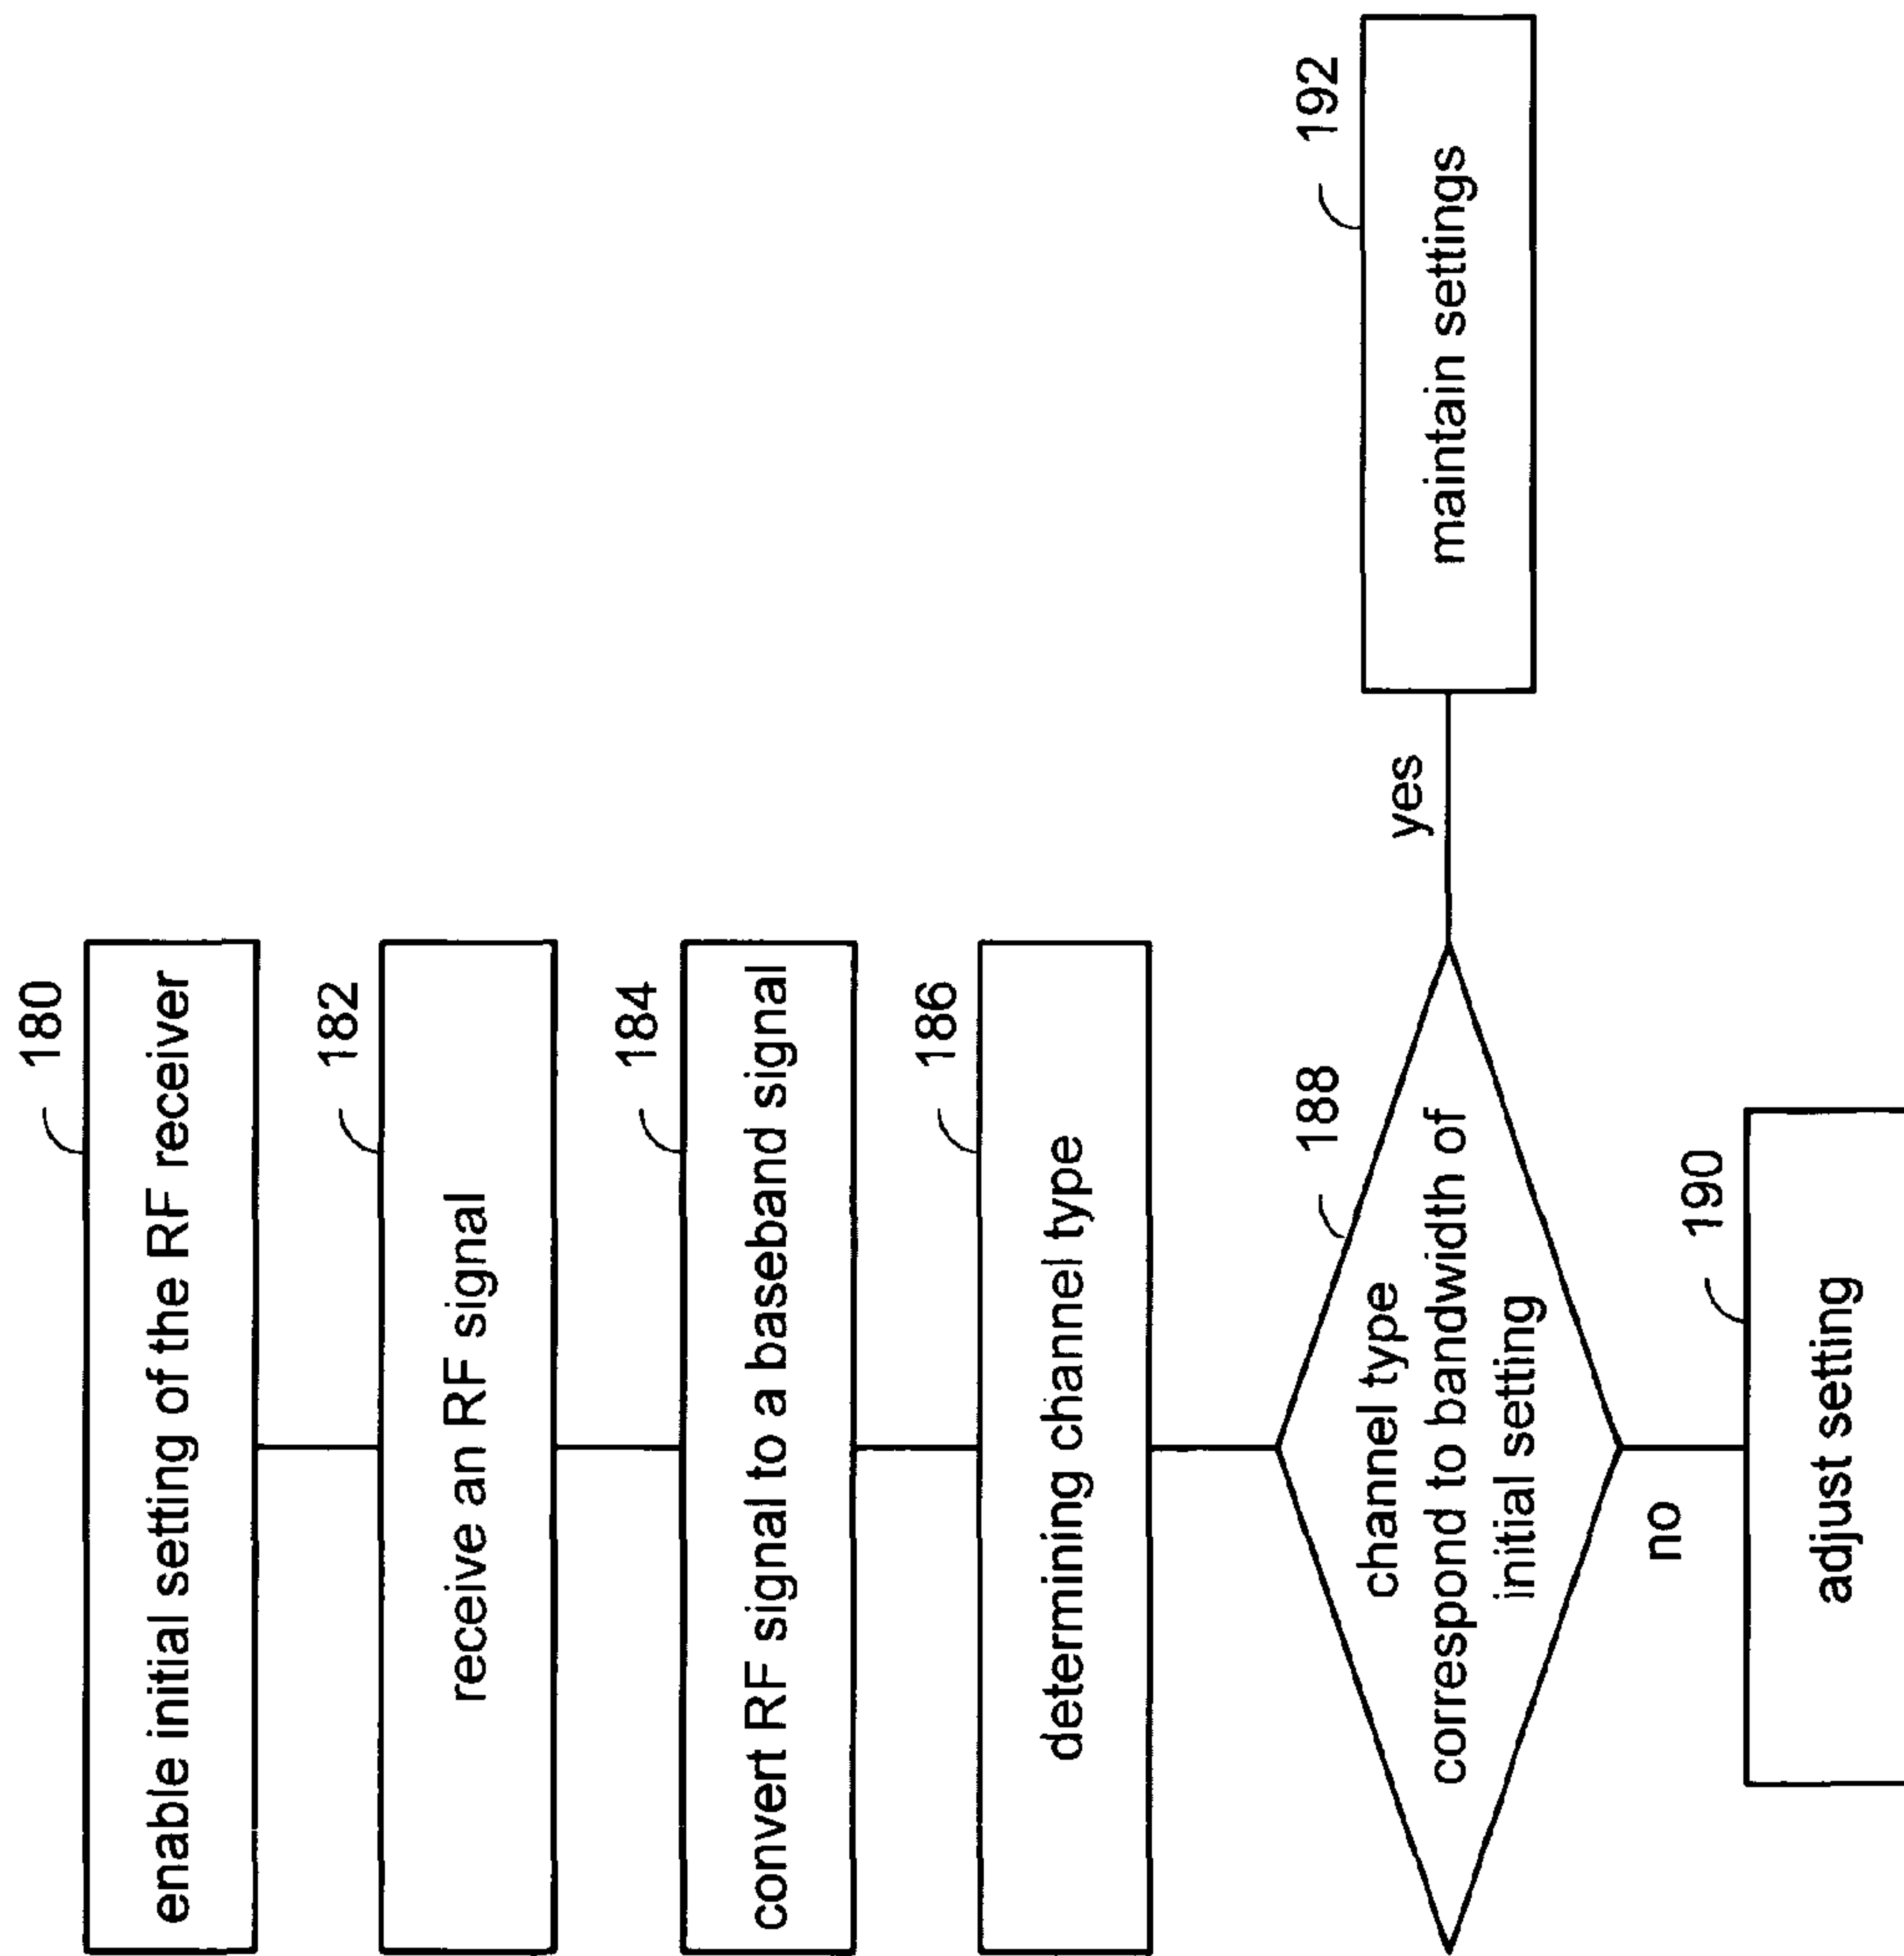 180
enable initial setting of the RF receiver
182
receive an RF signal
184
convert RF signal to a baseband signal
186
determining channel type
188
channel type
correspond to bandwidth of
initial setting
yes
192
maintain settings
no
190
adjust setting